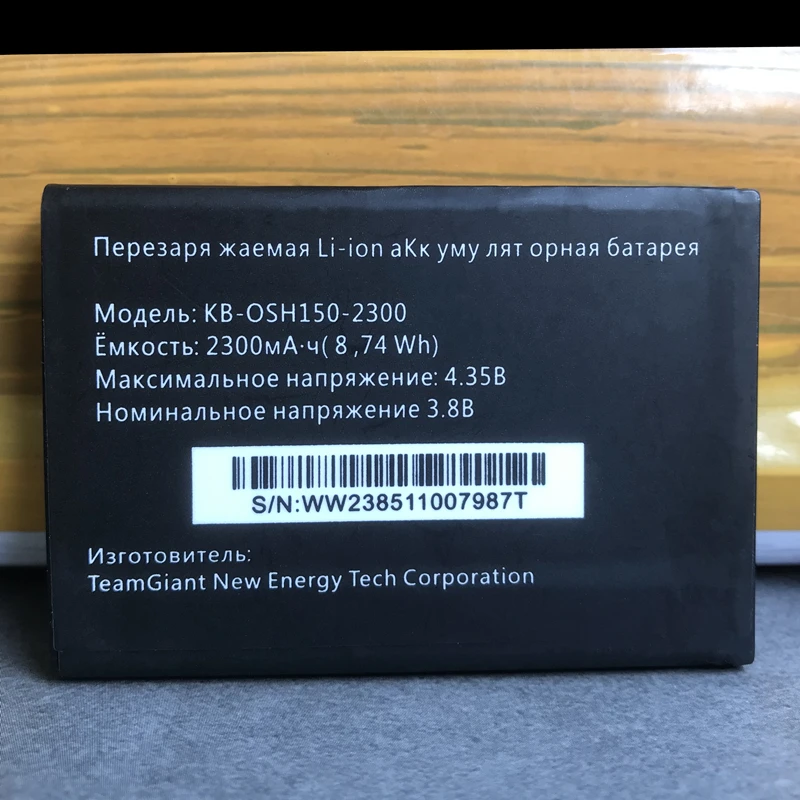 Перезаря жаемая Li-ion аКк уму лят орная батарея
Модель: KB-OSH150-2300
Ёмкость: 2300мА·ч( 8 ,74 Wh)
Максимальное напряжение: 4.35В
Номинальное напряжение 3.8В
S/N:WW238511007987T
Изготовитель:
TeamGiant New Energy Tech Corporation